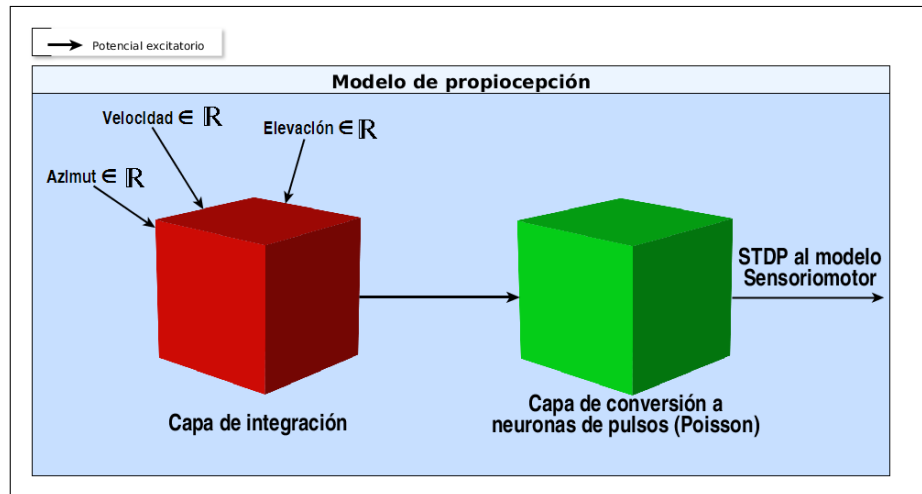 Potencial excitatorio
Modelo de propiocepción
Velocidad ∈ ℝ
Elevación ∈ ℝ
Azimut ∈ ℝ
STDP al modelo
Sensoriomotor
Capa de integración
Capa de conversión a
neuronas de pulsos (Poisson)